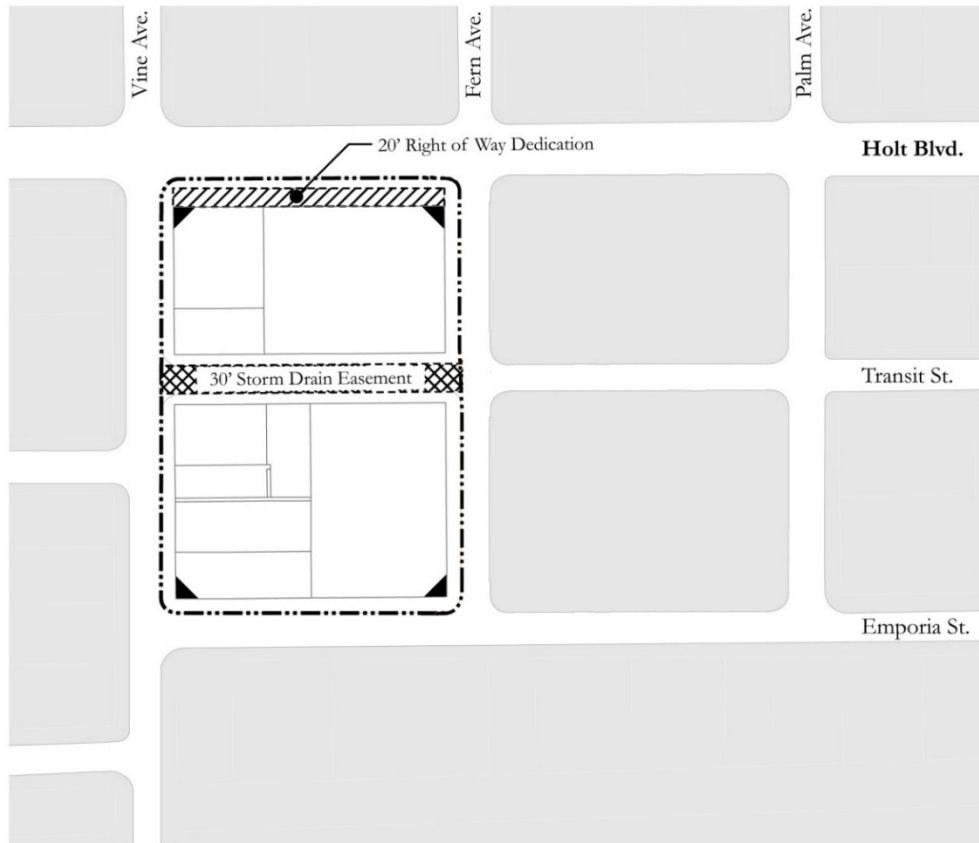 Vine Ave.
Fern Ave.
Palm Ave.
20' Right of Way Dedication
Holt Blvd.
30' Storm Drain Easement
Transit St.
Emporia St.